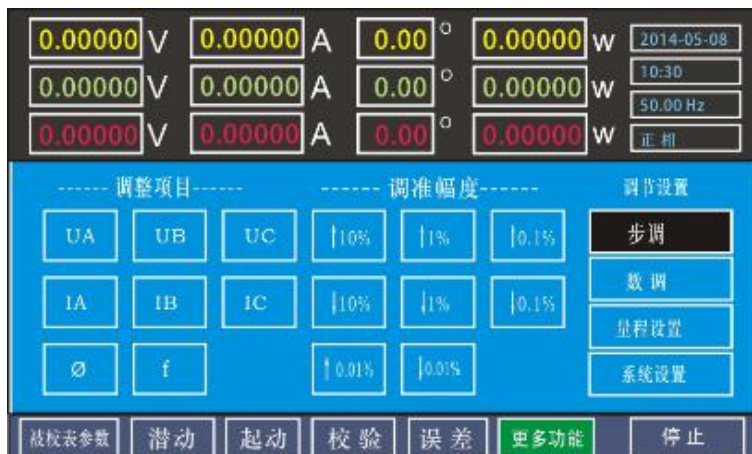 0.00000 V 0.00000 A 0.00 ° 0.00000 W 2014-05-08
0.00000 V 0.00000 A 0.00 ° 0.00000 W 10:30
50.00 Hz
0.00000 V 0.00000 A 0.00 ° 0.00000 W 正相
------ 调整项目------ ------ 调准幅度------ 调节设置
UA UB UC ↑10% ↑1% ↑0.1% 步调
IA IB IC ↓10% ↓1% ↓0.1% 数调
量程设置
Ø f ↑0.01% ↓0.01% 系统设置
被校表参数 潜动 起动 校验 误差 更多功能 停止